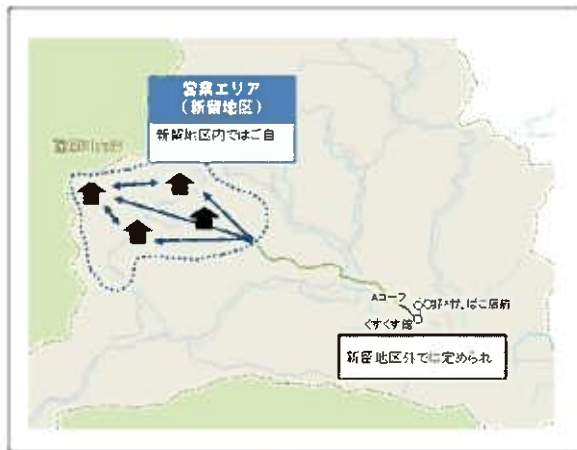 営業エリア
（新留地区）
新留地区内ではご自
Aコープ
くすくす館
新留地区外では定められ